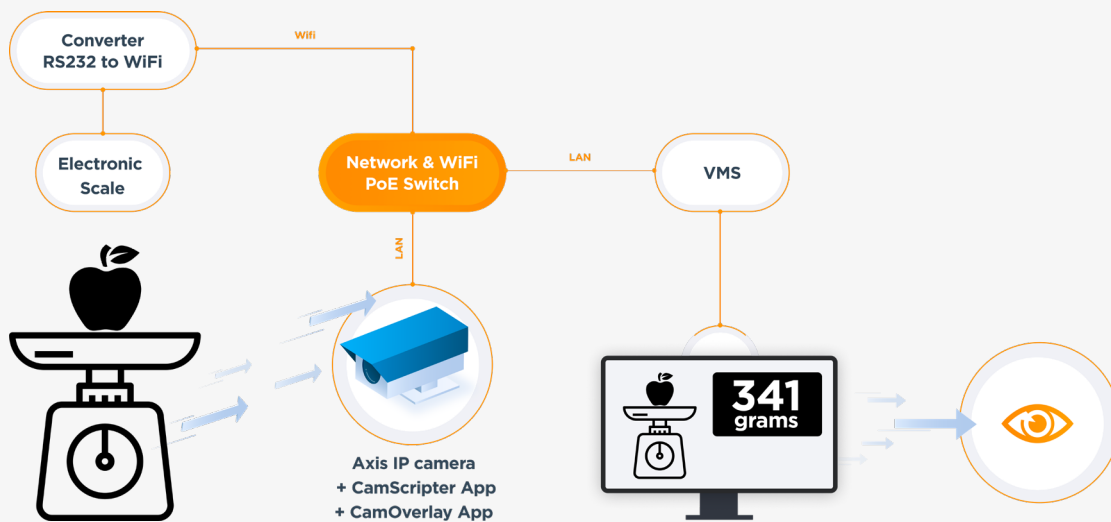 Converter
RS232 to WiFi
Wifi
Electronic
Scale
Network & WiFi
PoE Switch
LAN
VMS
LAN
341
grams
Axis IP camera
+ CamScripter App
+ CamOverlay App